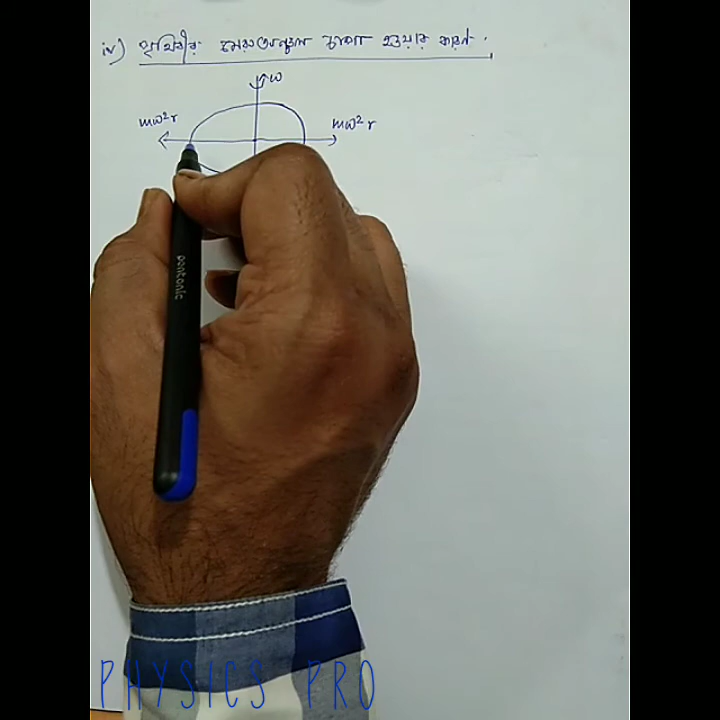 iv) পৃথিবীর মেরুঅঞ্চল চাপা হওয়ার কারণ .
ω
mω²r
mω²r
pentonic
PHYSICS PRO